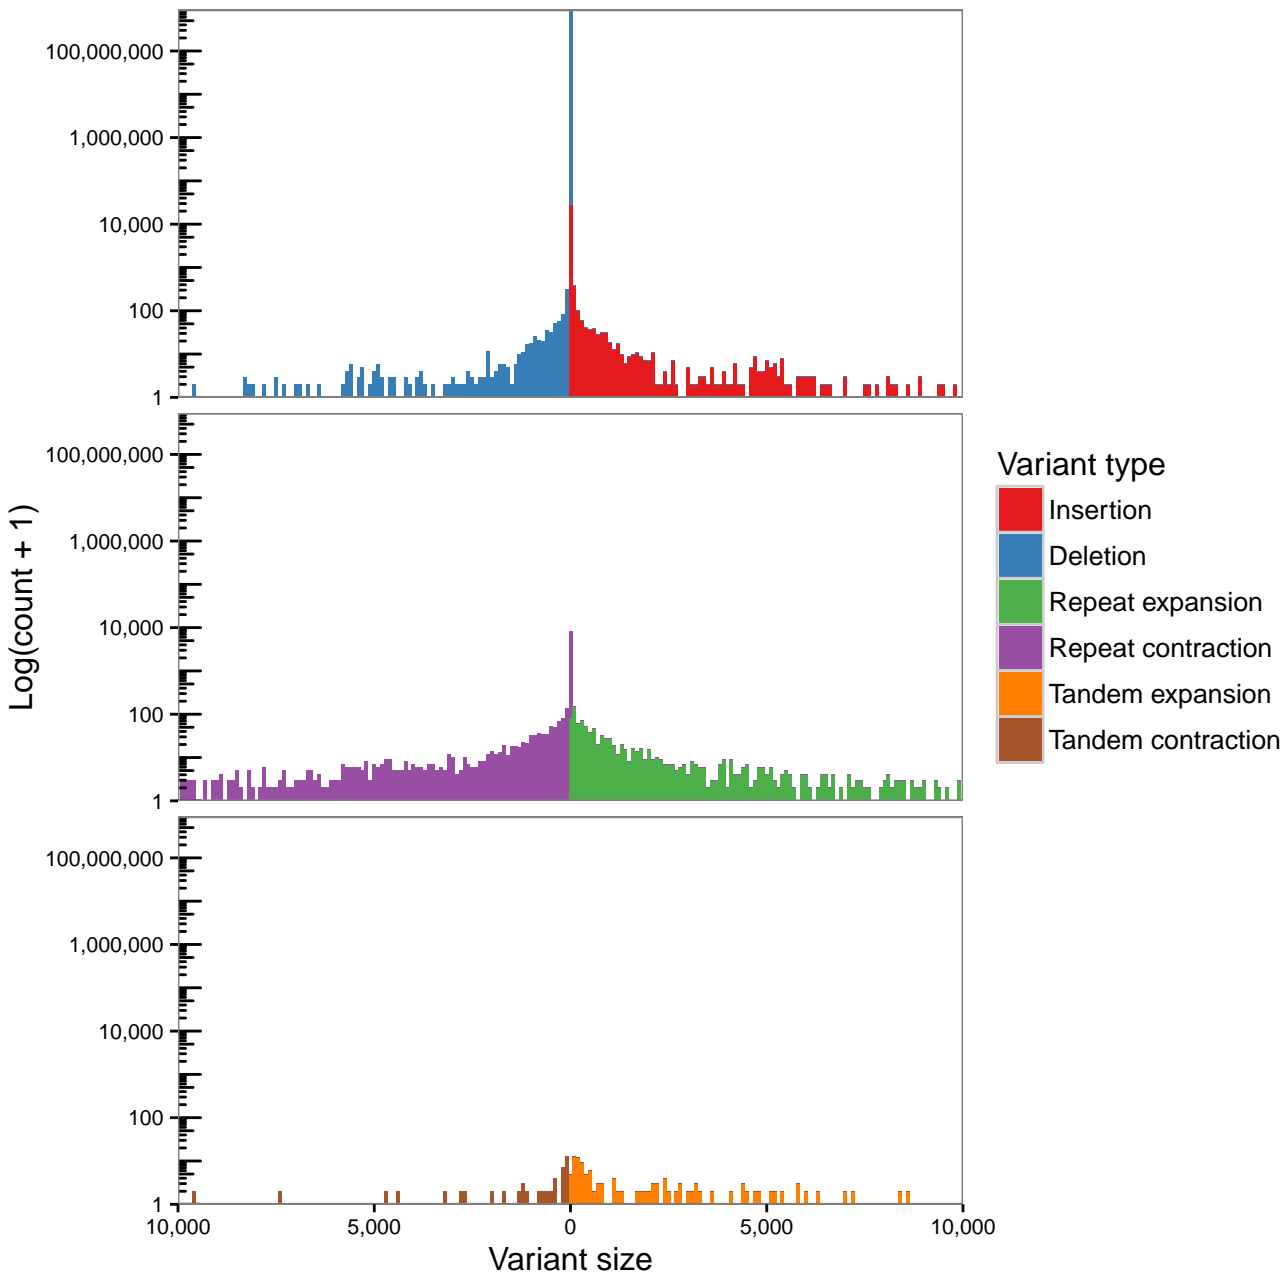 100,000,000
1,000,000
10,000
100
1
Log(count + 1)
100,000,000
1,000,000
10,000
100
1
Variant type
Insertion
Deletion
Repeat expansion
Repeat contraction
Tandem expansion
Tandem contraction
100,000,000
1,000,000
10,000
100
1
10,000 5,000 0 5,000 10,000
Variant size